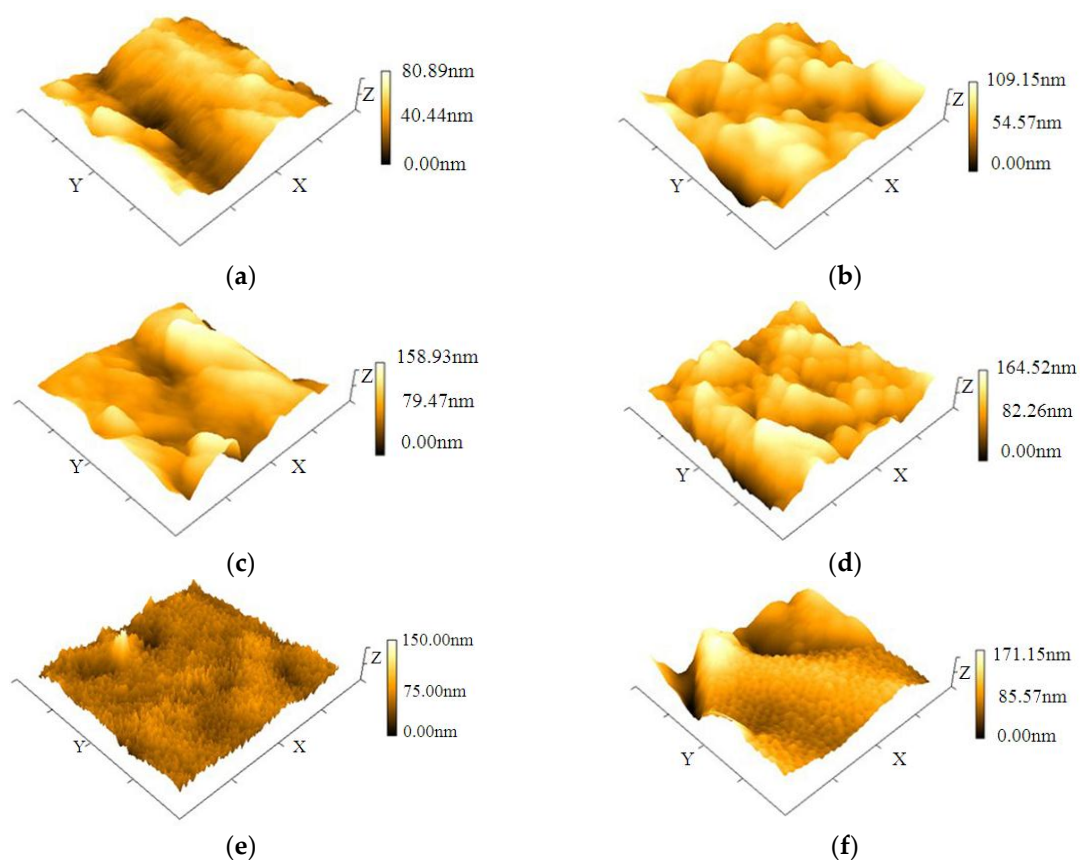 80.89nm
40.44nm
0.00nm
Z
Y
X
(a)
109.15nm
54.57nm
0.00nm
Z
Y
X
(b)
158.93nm
79.47nm
0.00nm
Z
Y
X
(c)
164.52nm
82.26nm
0.00nm
Z
Y
X
(d)
150.00nm
75.00nm
0.00nm
Z
Y
X
(e)
171.15nm
85.57nm
0.00nm
Z
Y
X
(f)